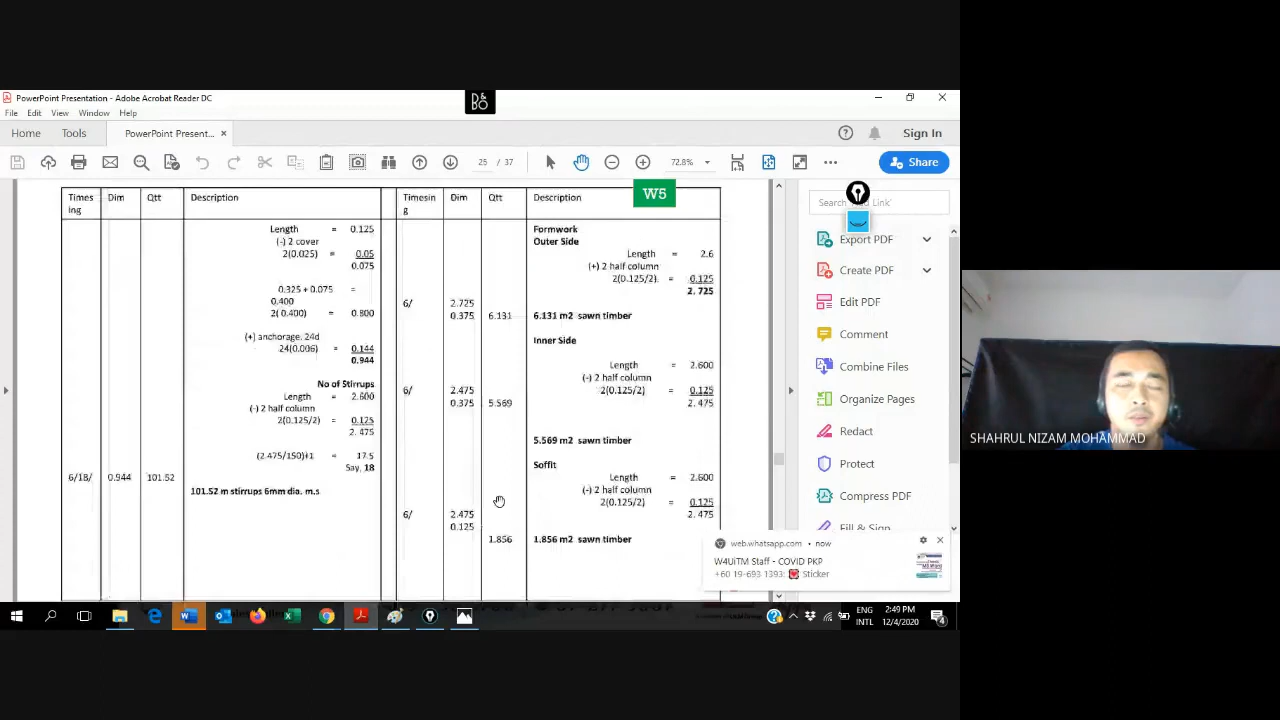 PowerPoint Presentation - Adobe Acrobat Reader DC
B&O
File Edit View Window Help
Home Tools PowerPoint Present... × Sign In
25 / 37 72.8% Share
W5
Times
ing Dim Qtt Description
Length = 0.125
(-) 2 cover
2(0.025) = 0.05
0.075
0.325 + 0.075 =
0.400
2( 0.400) = 0.800
(+) anchorage. 24d
24(0.006) = 0.144
0.944
No of Stirrups
Length = 2.600
(-) 2 half column
2(0.125/2) = 0.125
2. 475
(2.475/150)+1 = 17.5
Say, 18
6/18/ 0.944 101.52
101.52 m stirrups 6mm dia. m.s
Timesin
g Dim Qtt Description
Formwork
Outer Side
Length = 2.6
(+) 2 half column
2(0.125/2). = 0.125
2. 725
6/ 2.725
0.375 6.131 6.131 m2 sawn timber
Inner Side
Length = 2.600
(-) 2 half column
2(0.125/2) = 0.125
2. 475
6/ 2.475
0.375 5.569
5.569 m2 sawn timber
Soffit
Length = 2.600
(-) 2 half column
2(0.125/2) = 0.125
2. 475
6/ 2.475
0.125
1.856 1.856 m2 sawn timber
Export PDF
Create PDF
Edit PDF
Comment
Combine Files
Organize Pages
Redact
Protect
Compress PDF
Fill & Sign
web.whatsapp.com • now
W4UiTM Staff - COVID PKP
+60 19-693 1393: Sticker
SHAHRUL NIZAM MOHAMMAD
ENG
INTL
2:49 PM
12/4/2020
4